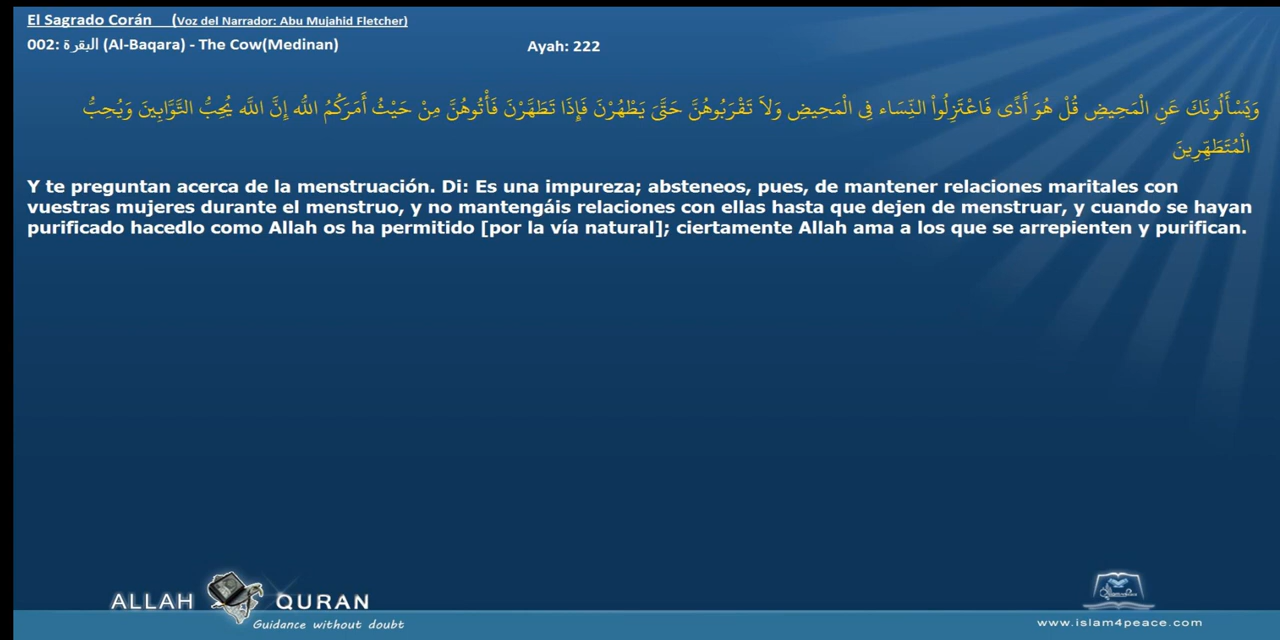 El Sagrado Corán (Voz del Narrador: Abu Mujahid Fletcher)
002: البقرة (Al-Baqara) - The Cow(Medinan) Ayah: 222
وَيَسْأَلُونَكَ عَنِ الْمَحِيضِ قُلْ هُوَ أَذًى فَاعْتَزِلُواْ النِّسَاء فِي الْمَحِيضِ وَلاَ تَقْرَبُوهُنَّ حَتَّىَ يَطْهُرْنَ فَإِذَا تَطَهَّرْنَ فَأْتُوهُنَّ مِنْ حَيْثُ أَمَرَكُمُ اللّه إِنَّ اللّه يُحِبُّ التَّوَّابِينَ وَيُحِبُّ
الْمُتَطَهِّرِينَ
Y te preguntan acerca de la menstruación. Di: Es una impureza; absteneos, pues, de mantener relaciones maritales con
vuestras mujeres durante el menstruo, y no mantengáis relaciones con ellas hasta que dejen de menstruar, y cuando se hayan
purificado hacedlo como Allah os ha permitido [por la vía natural]; ciertamente Allah ama a los que se arrepienten y purifican.
ALLAH QURAN
Guidance without doubt
www.islam4peace.com